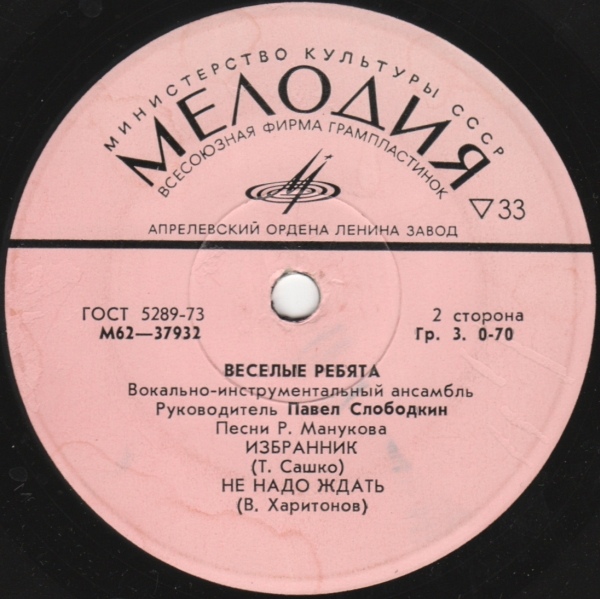 МИНИСТЕРСТВО КУЛЬТУРЫ СССР
МЕЛОДИЯ
ВСЕСОЮЗНАЯ ФИРМА ГРАМПЛАСТИНОК
▽33
АПРЕЛЕВСКИЙ ОРДЕНА ЛЕНИНА ЗАВОД
ГОСТ 5289-73
М62—37932
2 сторона
Гр. 3. 0-70
ВЕСЕЛЫЕ РЕБЯТА
Вокально-инструментальный ансамбль
Руководитель Павел Слободкин
Песни Р. Манукова
ИЗБРАННИК
(Т. Сашко)
НЕ НАДО ЖДАТЬ
(В. Харитонов)